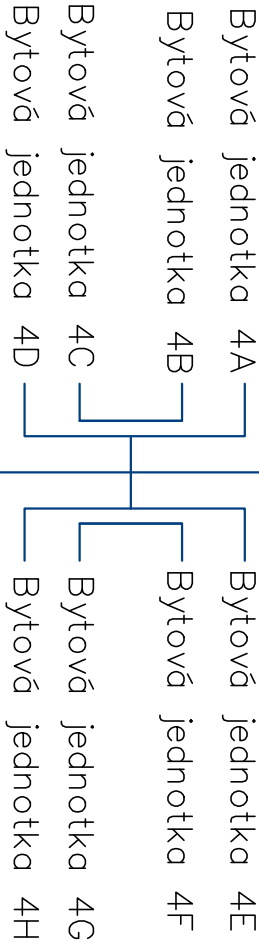 Bytová jednotka 4A
Bytová jednotka 4B
Bytová jednotka 4C
Bytová jednotka 4D
Bytová jednotka 4E
Bytová jednotka 4F
Bytová jednotka 4G
Bytová jednotka 4H